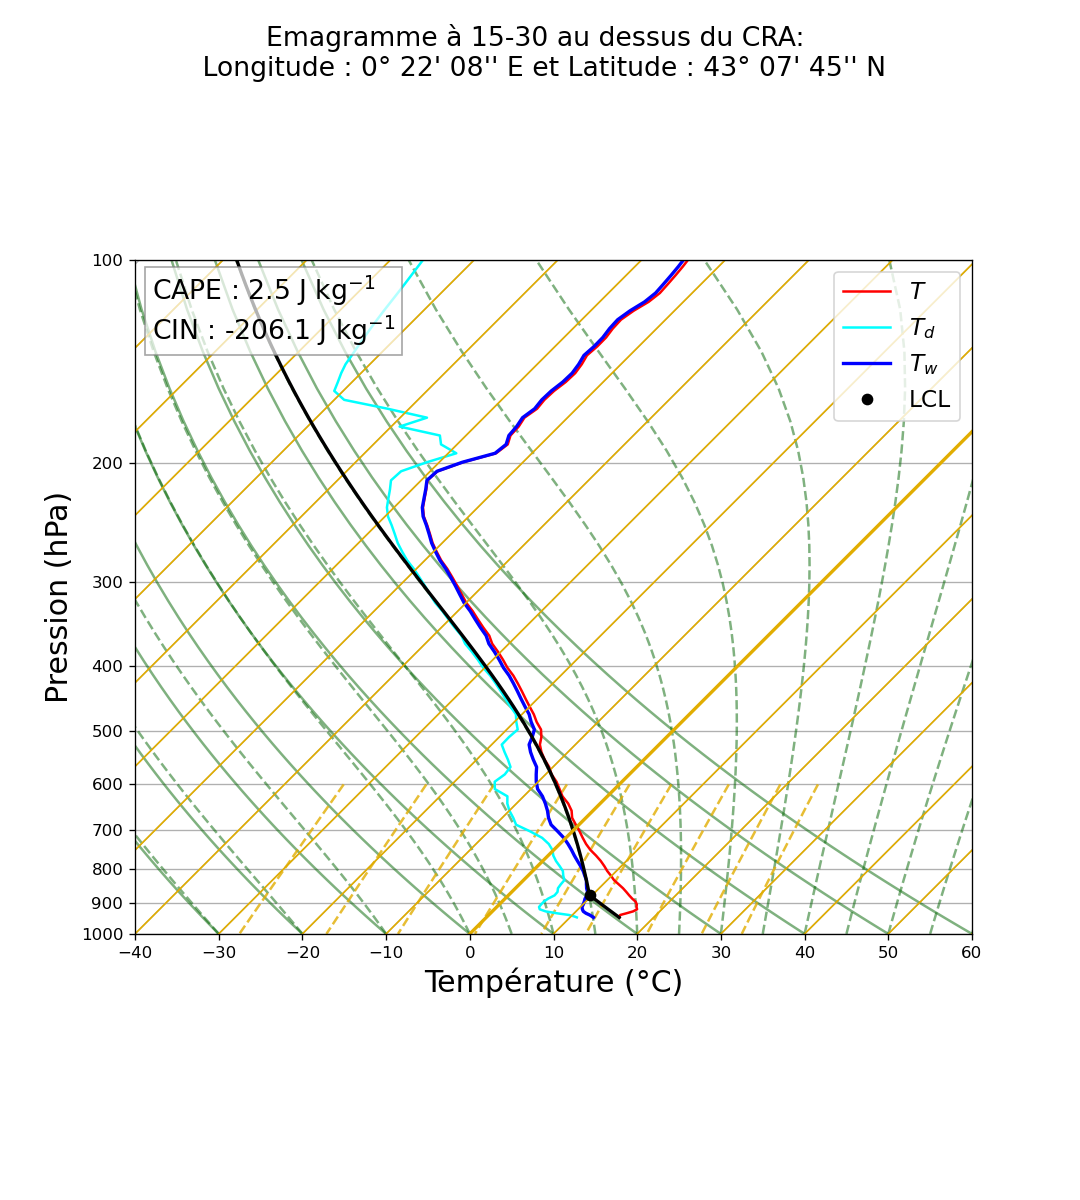 Emagramme à 15-30 au dessus du CRA:
Longitude : 0° 22' 08'' E et Latitude : 43° 07' 45'' N
CAPE : 2.5 J kg⁻¹
CIN : -206.1 J kg⁻¹
T
T_d
T_w
LCL
Pression (hPa)
100
200
300
400
500
600
700
800
900
1000
−40 −30 −20 −10 0 10 20 30 40 50 60
Température (°C)